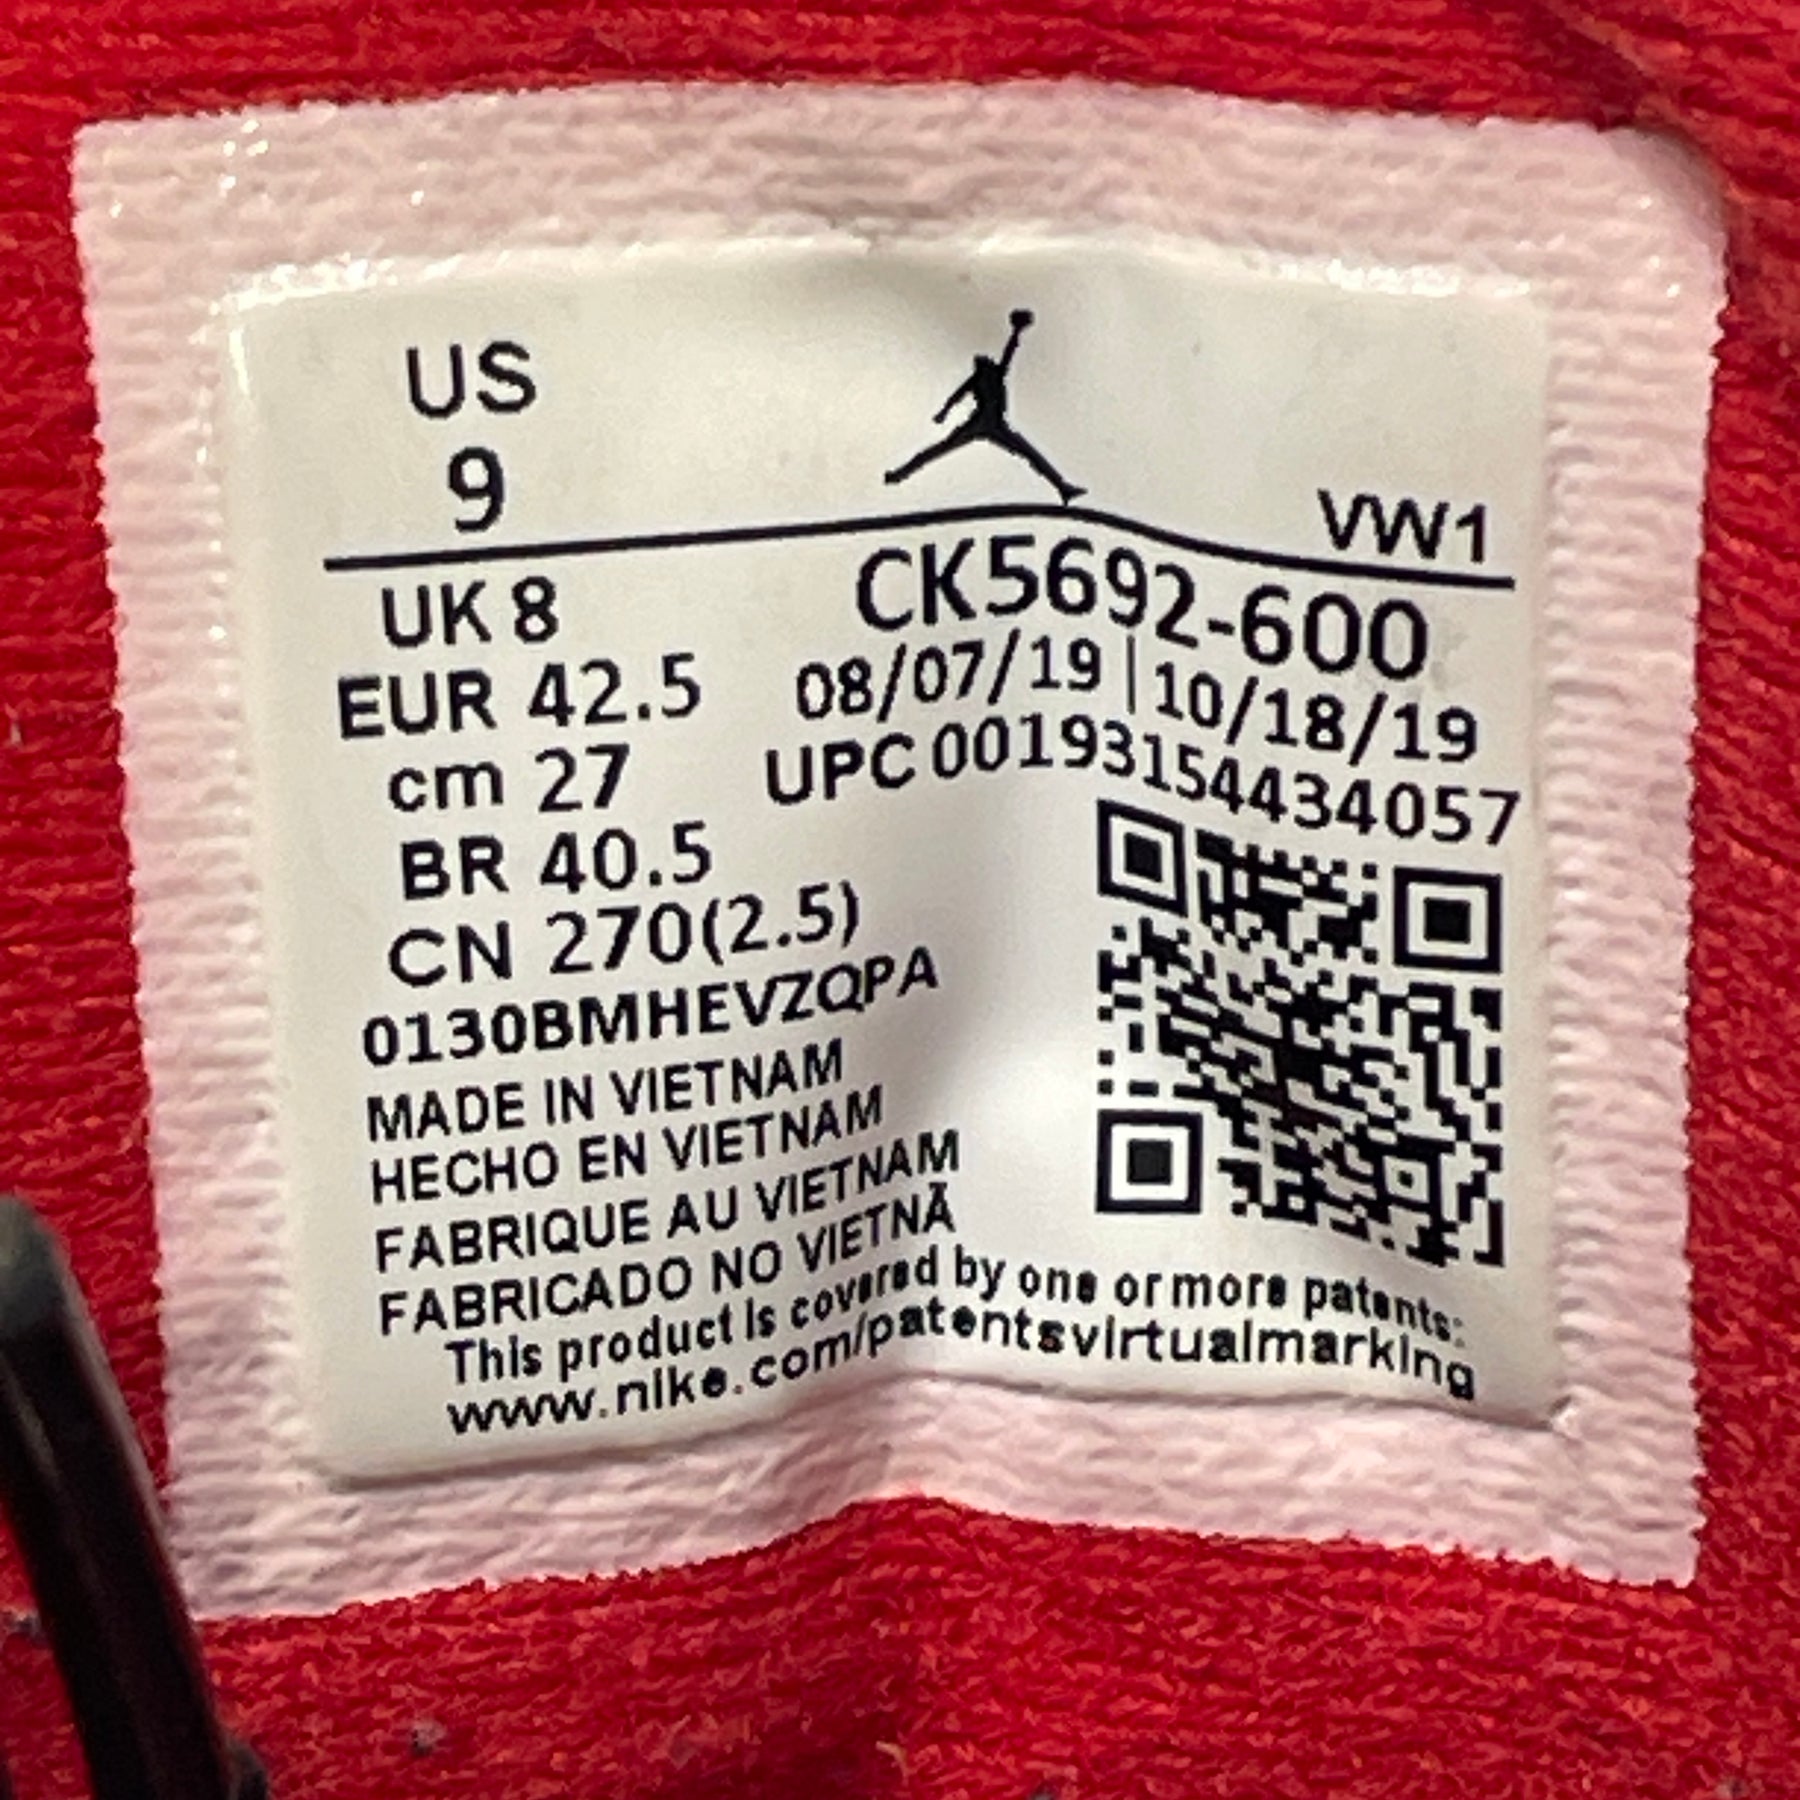 US
9
VW1
UK 8
CK5692-600
EUR 42.5
08/07/19 | 10/18/19
cm 27
UPC 00193154434057
BR 40.5
CN 270(2.5)
0130BMHEVZQPA
MADE IN VIETNAM
HECHO EN VIETNAM
FABRIQUE AU VIETNAM
FABRICADO NO VIETNÃ
This product is covered by one or more patents:
www.nike.com/patentsvirtualmarking